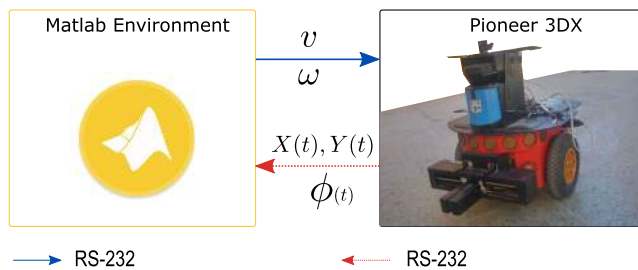 Matlab Environment
Pioneer 3DX
v
ω
X(t), Y(t)
ϕ(t)
RS-232
RS-232